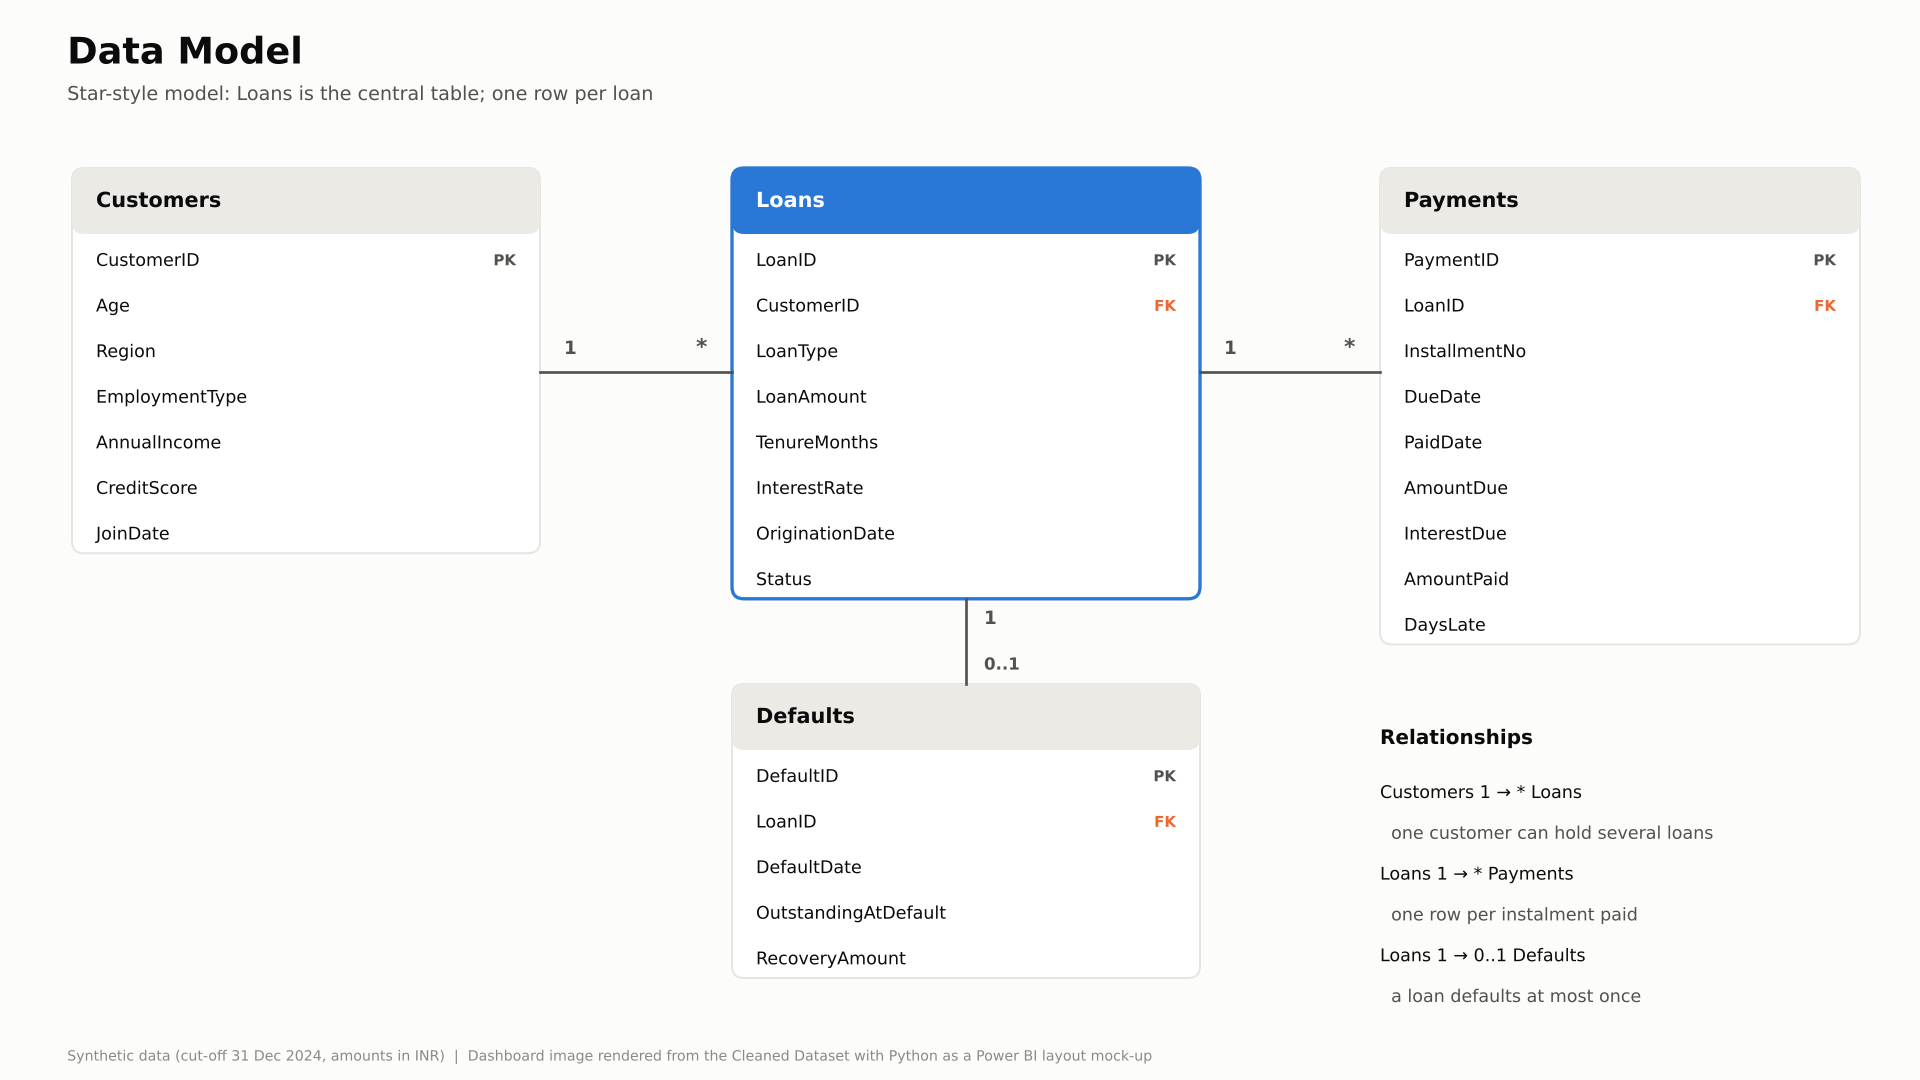 Data Model
Star-style model: Loans is the central table; one row per loan
Customers
CustomerID PK
Age
Region
EmploymentType
AnnualIncome
CreditScore
JoinDate
1 *
Loans
LoanID PK
CustomerID FK
LoanType
LoanAmount
TenureMonths
InterestRate
OriginationDate
Status
1 *
Payments
PaymentID PK
LoanID FK
InstallmentNo
DueDate
PaidDate
AmountDue
InterestDue
AmountPaid
DaysLate
1
0..1
Defaults
DefaultID PK
LoanID FK
DefaultDate
OutstandingAtDefault
RecoveryAmount
Relationships
Customers 1 → * Loans
one customer can hold several loans
Loans 1 → * Payments
one row per instalment paid
Loans 1 → 0..1 Defaults
a loan defaults at most once
Synthetic data (cut-off 31 Dec 2024, amounts in INR) | Dashboard image rendered from the Cleaned Dataset with Python as a Power BI layout mock-up